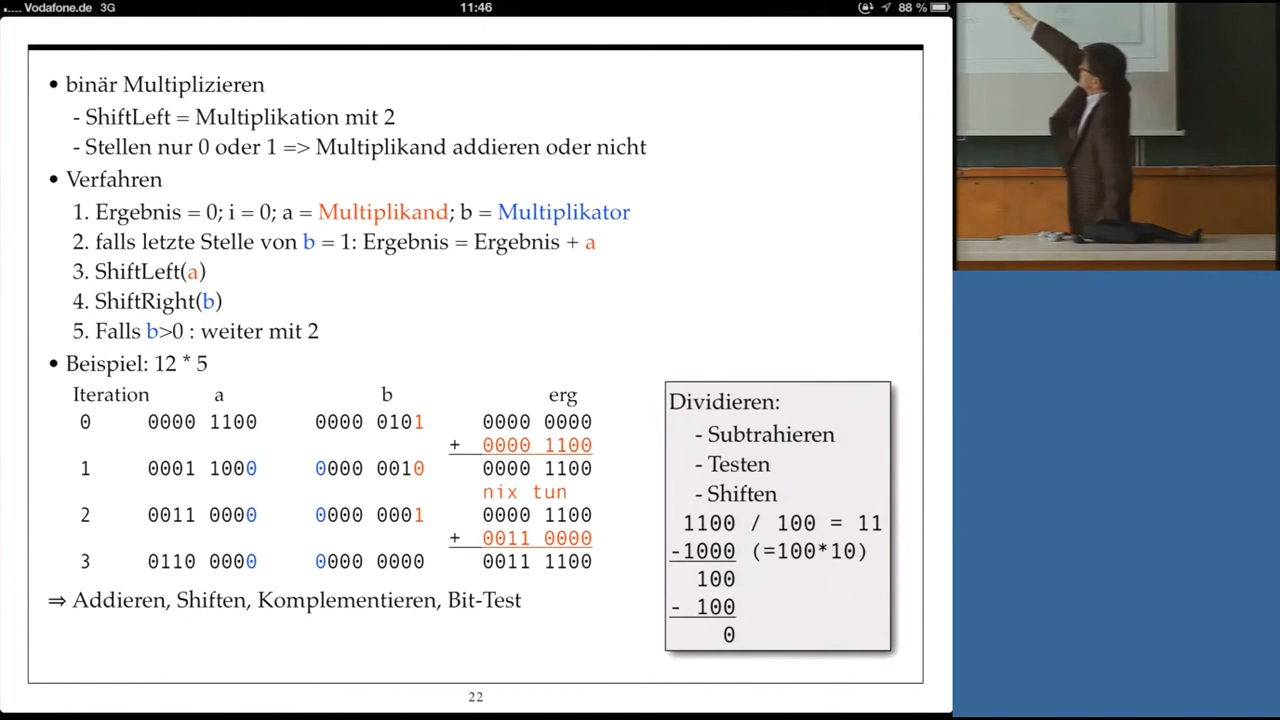 Vodafone.de 3G 11:46 88 %
• binär Multiplizieren
- ShiftLeft = Multiplikation mit 2
- Stellen nur 0 oder 1 => Multiplikand addieren oder nicht
• Verfahren
1. Ergebnis = 0; i = 0; a = Multiplikand; b = Multiplikator
2. falls letzte Stelle von b = 1: Ergebnis = Ergebnis + a
3. ShiftLeft(a)
4. ShiftRight(b)
5. Falls b>0 : weiter mit 2
• Beispiel: 12 * 5
Iteration a b erg
0 0000 1100 0000 0101 0000 0000
+ 0000 1100
1 0001 1000 0000 0010 0000 1100
nix tun
2 0011 0000 0000 0001 0000 1100
+ 0011 0000
3 0110 0000 0000 0000 0011 1100
⇒ Addieren, Shiften, Komplementieren, Bit-Test
Dividieren:
- Subtrahieren
- Testen
- Shiften
1100 / 100 = 11
-1000 (=100*10)
100
- 100
0
22